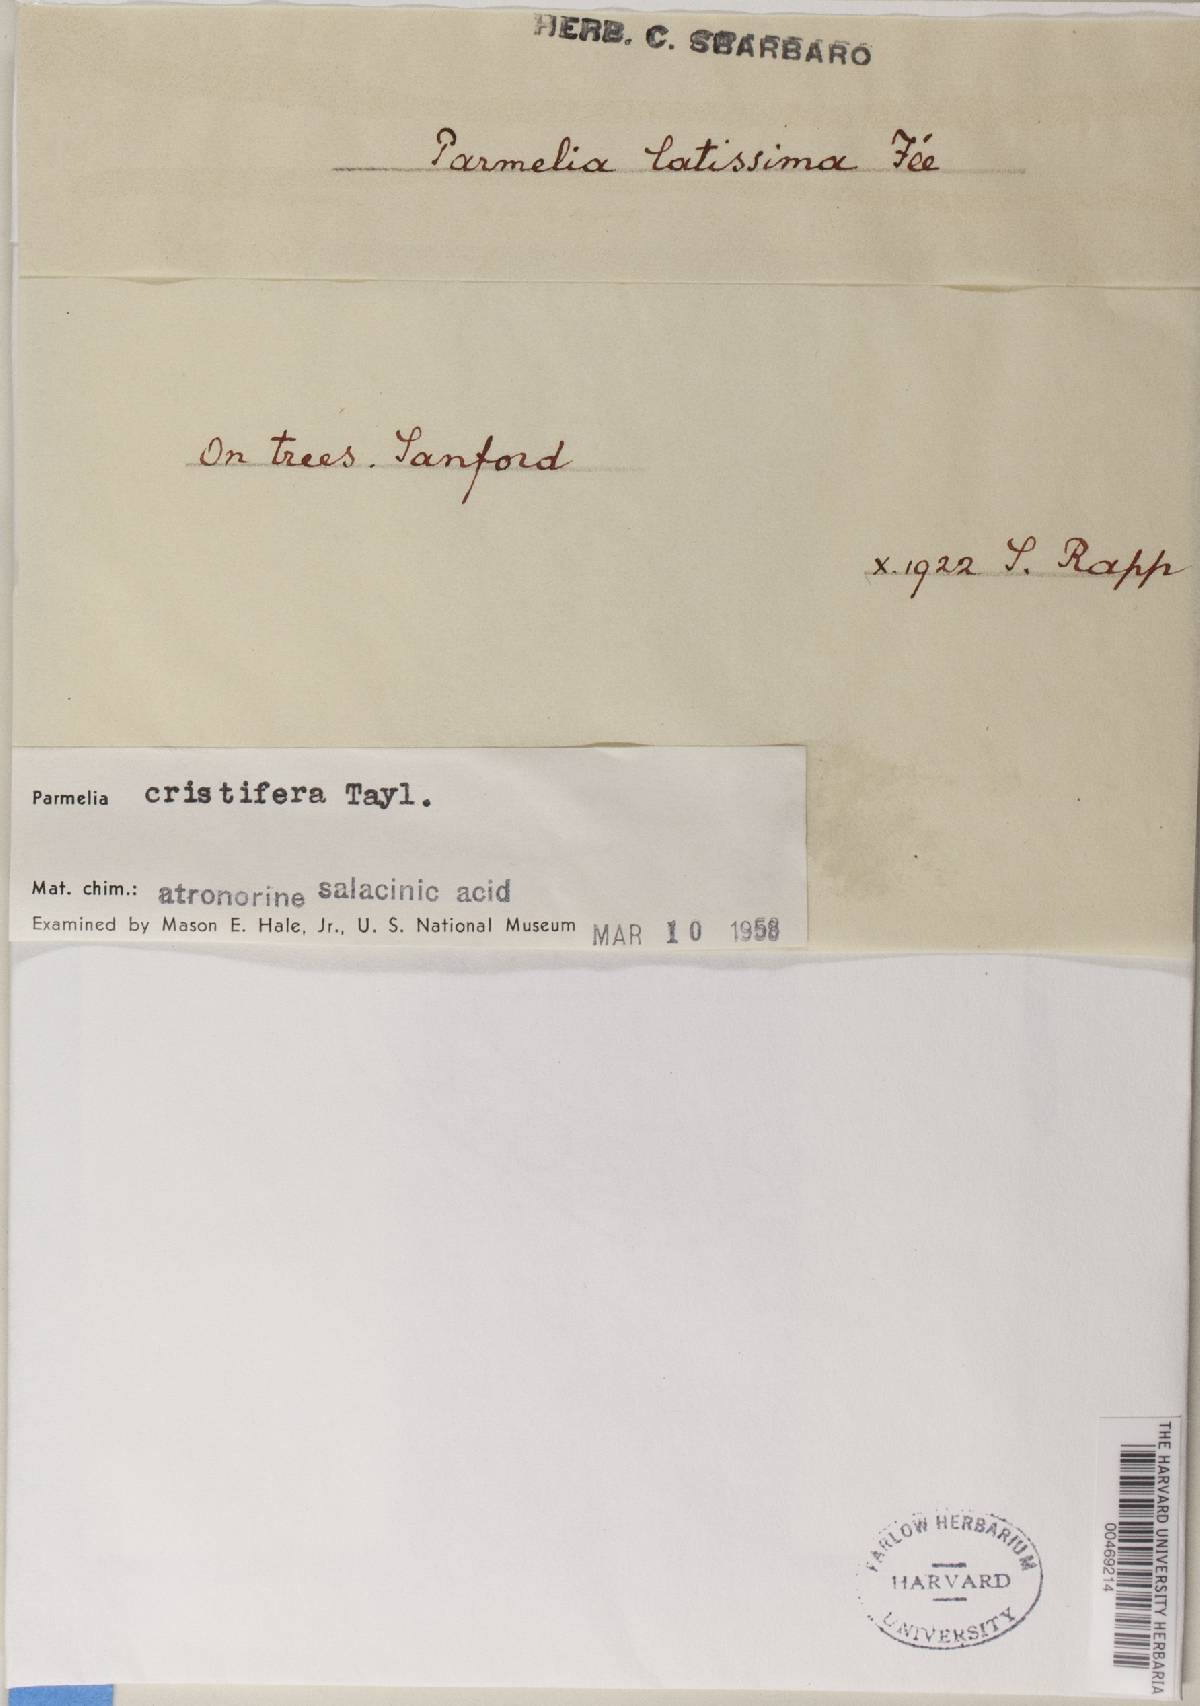 HERB. C. SBARBARO
Parmelia latissima Fée
On trees. Sanford
x.1922 S. Rapp
Parmelia cristifera Tayl.
Mat. chim.: atronorine salacinic acid
Examined by Mason E. Hale, Jr., U. S. National Museum MAR 10 1958
FARLOW HERBARIUM
HARVARD
UNIVERSITY
THE HARVARD UNIVERSITY HERBARIA
00469214